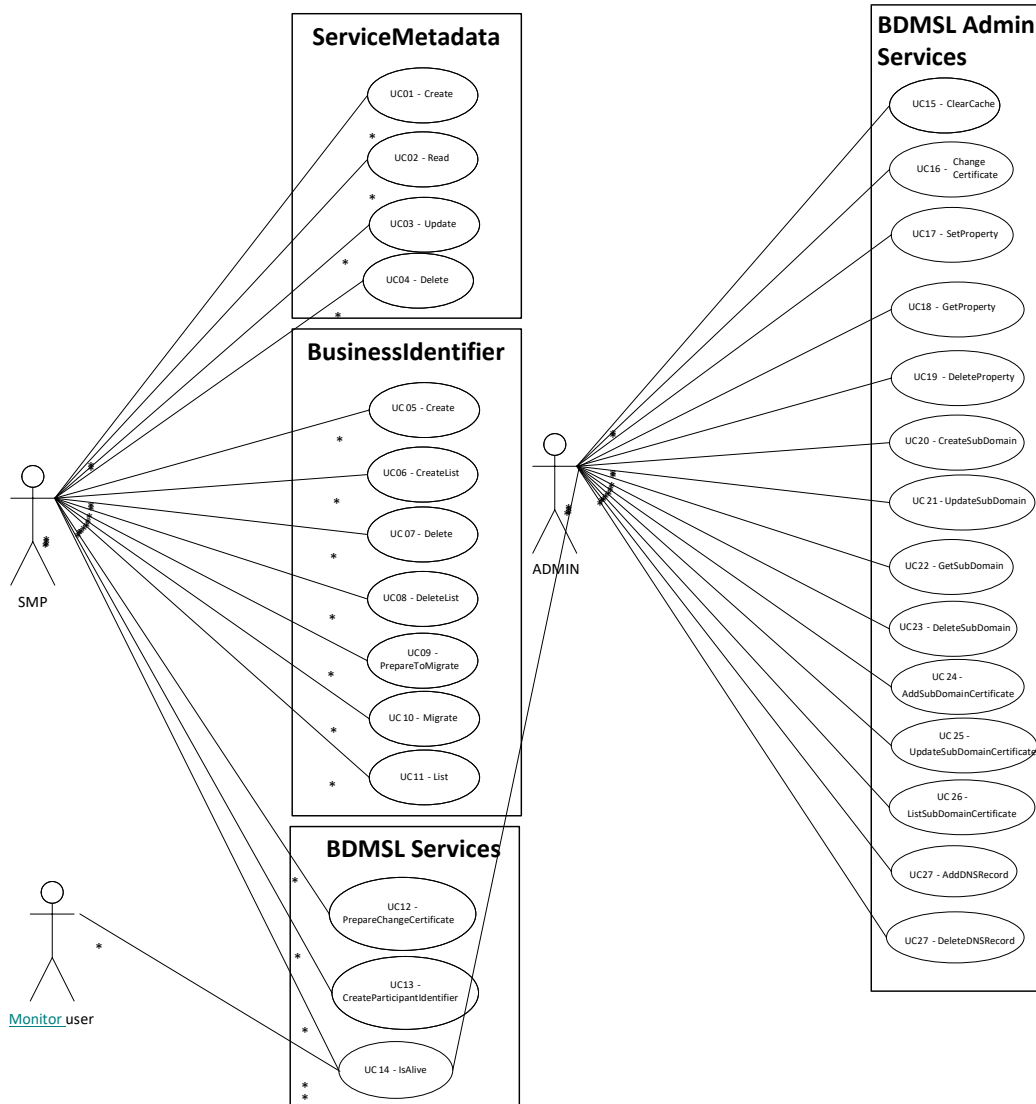 ServiceMetadata
UC01 - Create
*
UC02 - Read
*
UC03 - Update
*
UC04 - Delete
*
BusinessIdentifier
UC 05 - Create
*
UC06 - CreateList
*
UC 07 - Delete
*
UC08 - DeleteList
*
UC09 -
PrepareToMigrate
*
UC 10 - Migrate
*
UC11 - List
*
BDMSL Services
*
UC12 -
PrepareChangeCertificate
*
UC13 -
CreateParticipantIdentifier
*
UC 14 - IsAlive
*
*
SMP
Monitor user
*
ADMIN
BDMSL Admin
Services
UC15 - ClearCache
UC16 - Change
Certificate
UC17 - SetProperty
UC18 - GetProperty
UC19 - DeleteProperty
UC20 - CreateSubDomain
UC 21 - UpdateSubDomain
UC22 - GetSubDomain
UC23 - DeleteSubDomain
UC 24 -
AddSubDomainCertificate
UC 25 -
UpdateSubDomainCertificate
UC 26 -
ListSubDomainCertificate
UC27 - AddDNSRecord
UC27 - DeleteDNSRecord